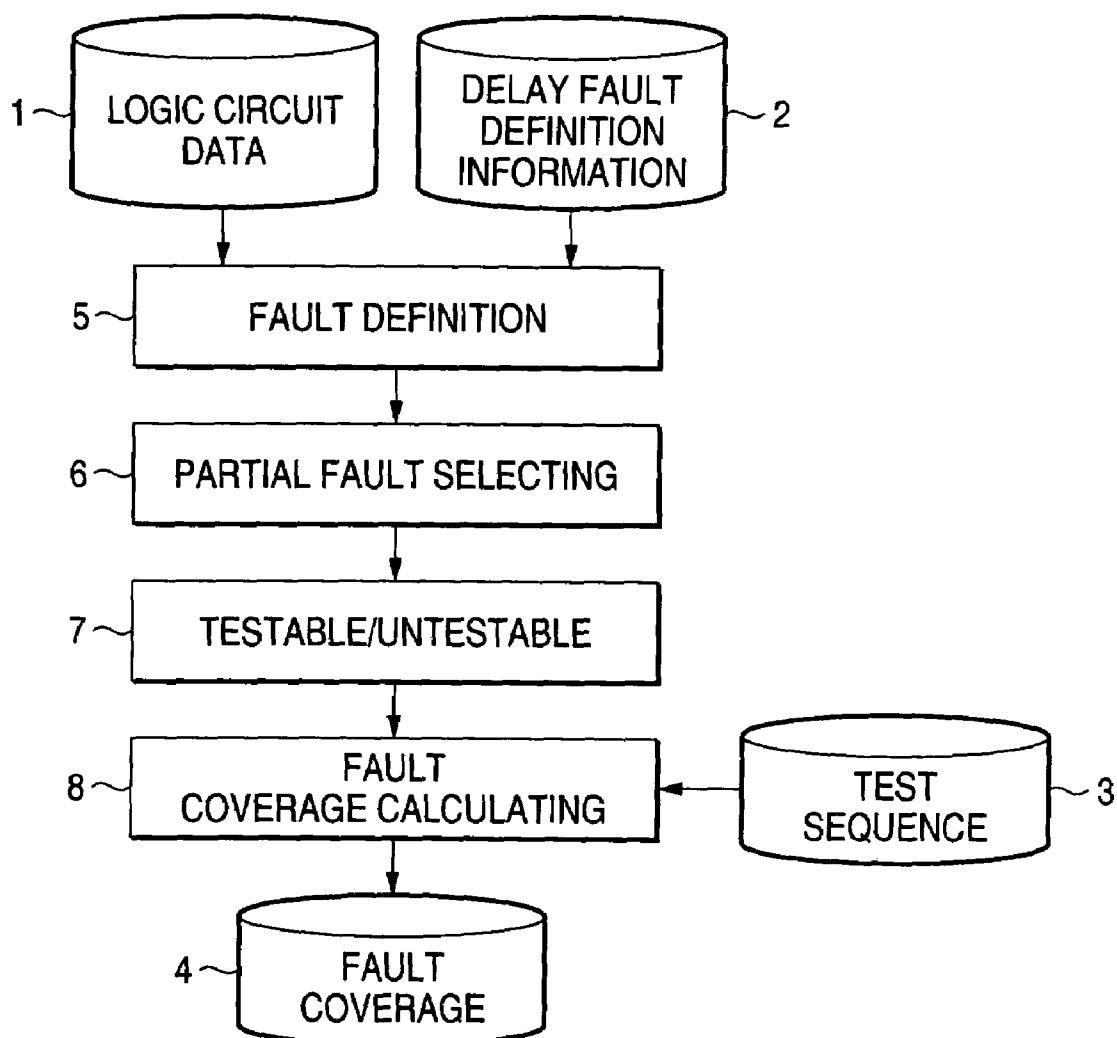 1
LOGIC CIRCUIT
DATA
DELAY FAULT
DEFINITION
INFORMATION
2
5
FAULT DEFINITION
6
PARTIAL FAULT SELECTING
7
TESTABLE/UNTESTABLE
8
FAULT
COVERAGE CALCULATING
TEST
SEQUENCE
3
4
FAULT
COVERAGE